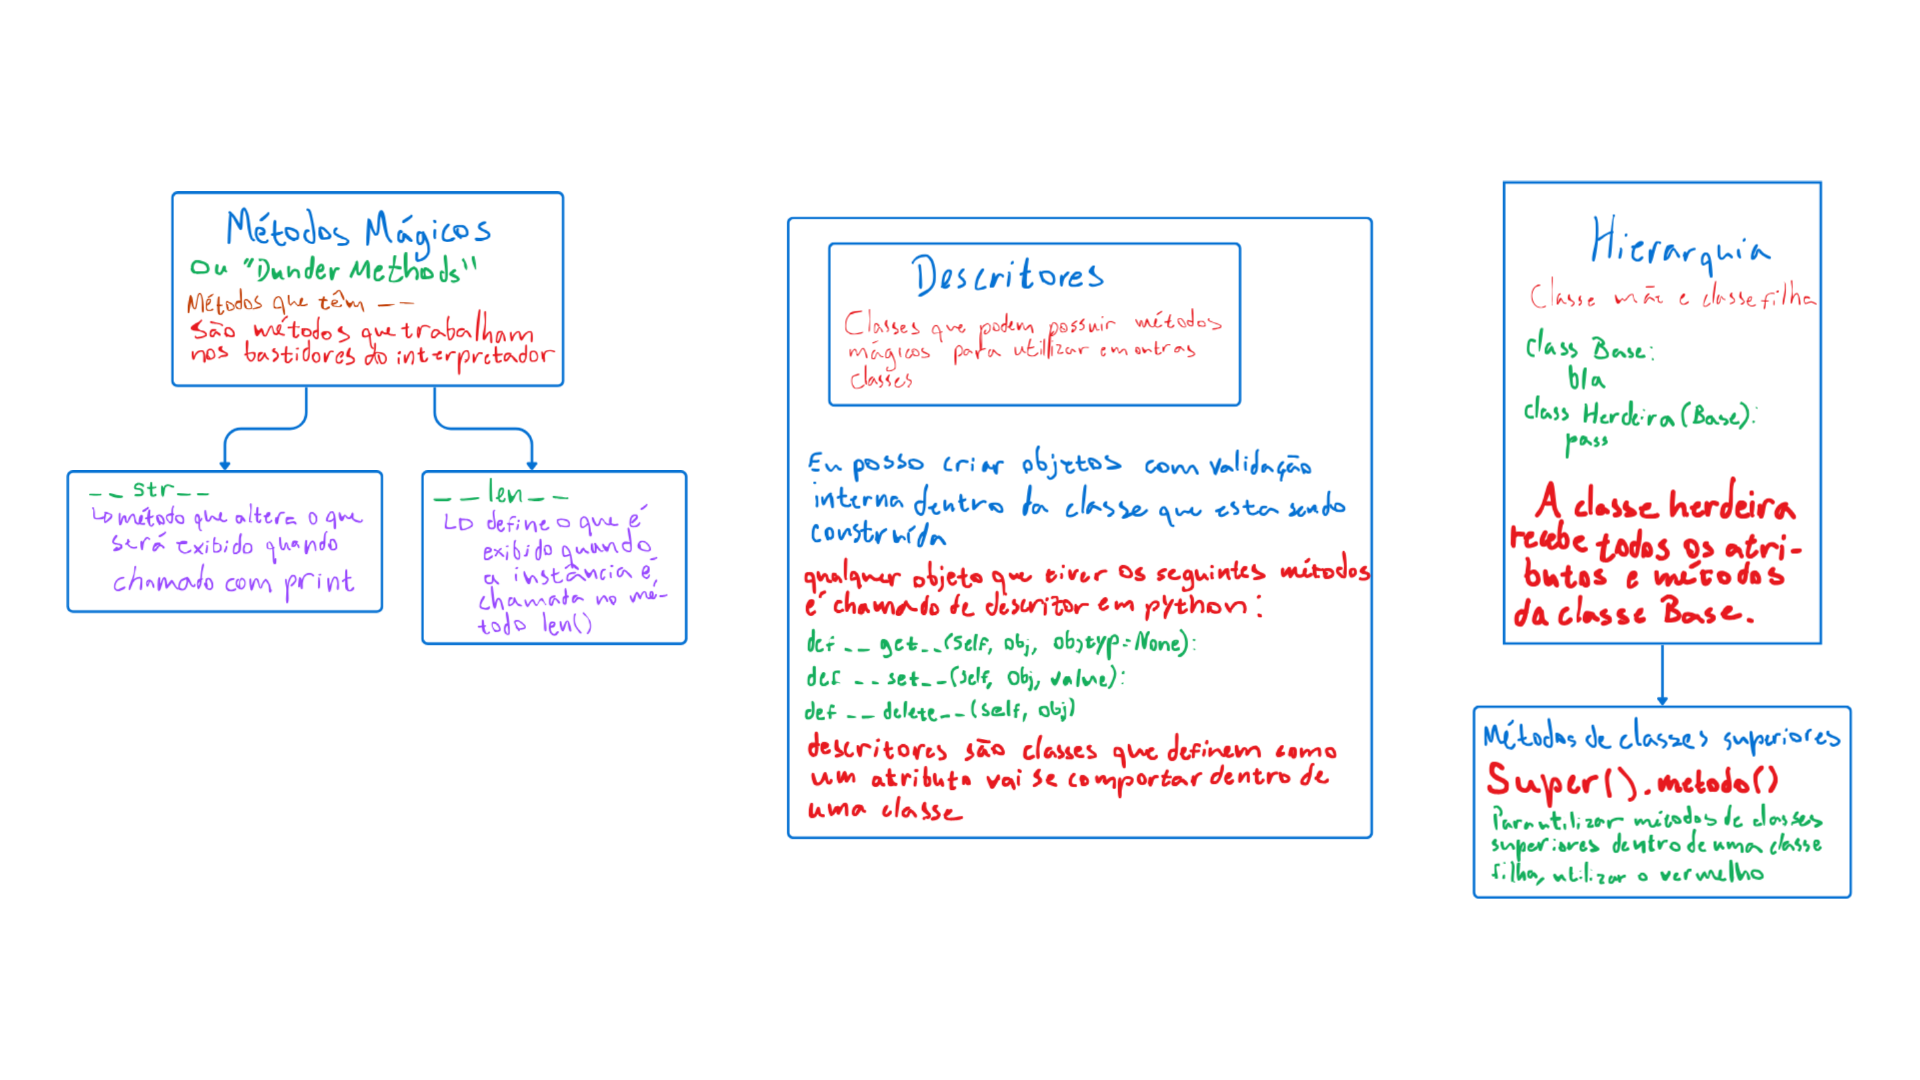 Métodos Mágicos
Ou "Dunder Methods"
Métodos que têm __
São métodos que trabalham
nos bastidores do interpretador
__str__
método que altera o que
será exibido quando
chamado com print
__len__
define o que é
exibido quando
a instância é
chamada no mé-
todo len()
Descritores
Classes que podem possuir métodos
mágicos para utilizar em outras
classes
Eu posso criar objetos com validação
interna dentro da classe que esta sendo
construída
qualquer objeto que tiver os seguintes métodos
é chamado de descritor em python:
def __get__(self, obj, objtyp=None):
def __set__(self, obj, value):
def __delete__(self, obj)
descritores são classes que definem como
um atributo vai se comportar dentro de
uma classe
Hierarquia
Classe mãe e classe filha
class Base:
bla
class Herdeira(Base):
pass
A classe herdeira
recebe todos os atri-
butos e métodos
da classe Base.
Métodos de classes superiores
Super().metodo()
Para utilizar métodos de classes
superiores dentro de uma classe
filha, utilizar o vermelho